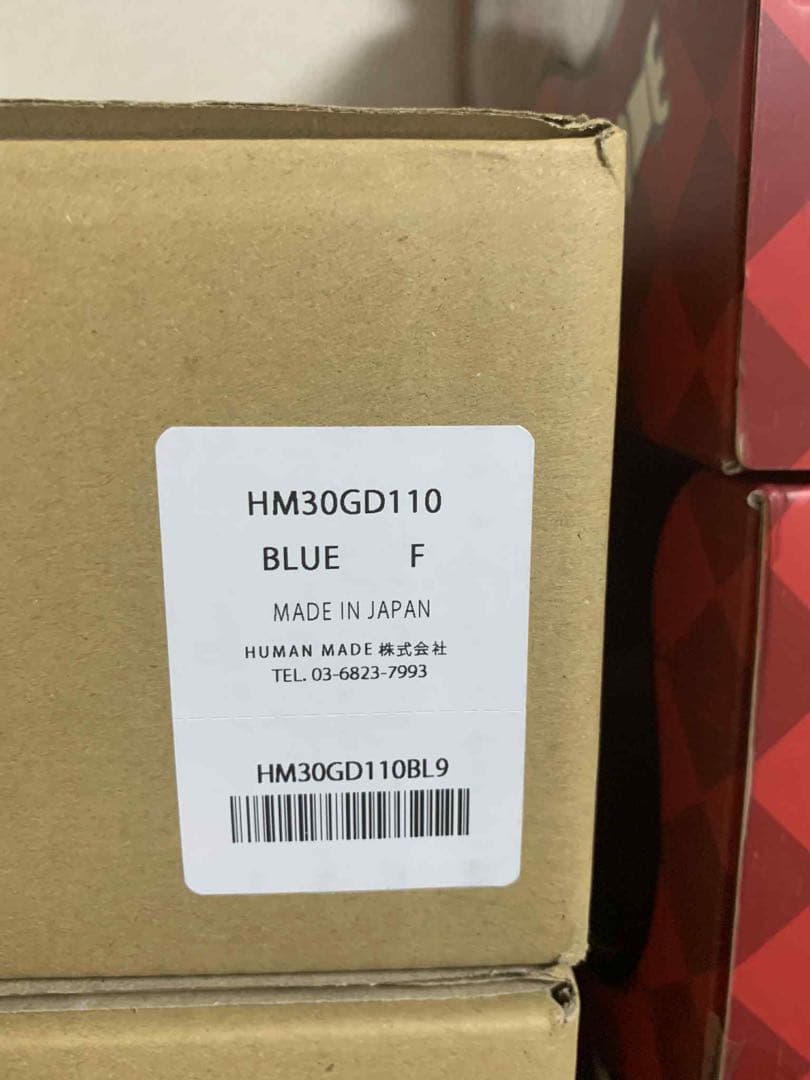 HM30GD110
BLUE F
MADE IN JAPAN
HUMAN MADE 株式会社
TEL. 03-6823-7993
HM30GD110BL9